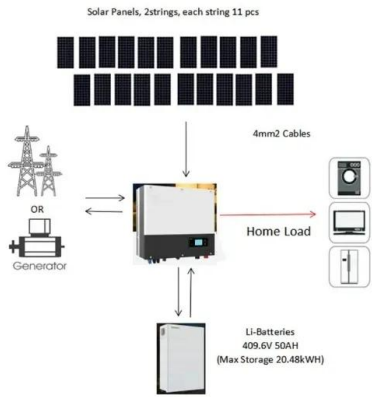 Solar Panels, 2strings, each string 11 pcs
4mm2 Cables
OR
Generator
Home Load
Li-Batteries
409.6V 50AH
(Max Storage 20.48kWH)